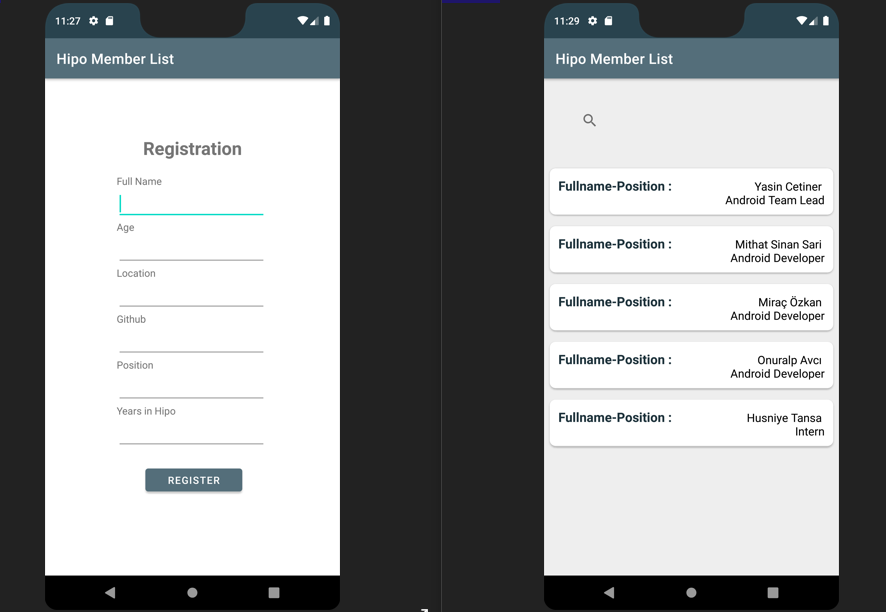 11:27
Hipo Member List
Registration
Full Name
Age
Location
Github
Position
Years in Hipo
REGISTER
11:29
Hipo Member List
Fullname-Position : Yasin Cetiner
Android Team Lead
Fullname-Position : Mithat Sinan Sari
Android Developer
Fullname-Position : Miraç Özkan
Android Developer
Fullname-Position : Onuralp Avcı
Android Developer
Fullname-Position : Husniye Tansa
Intern